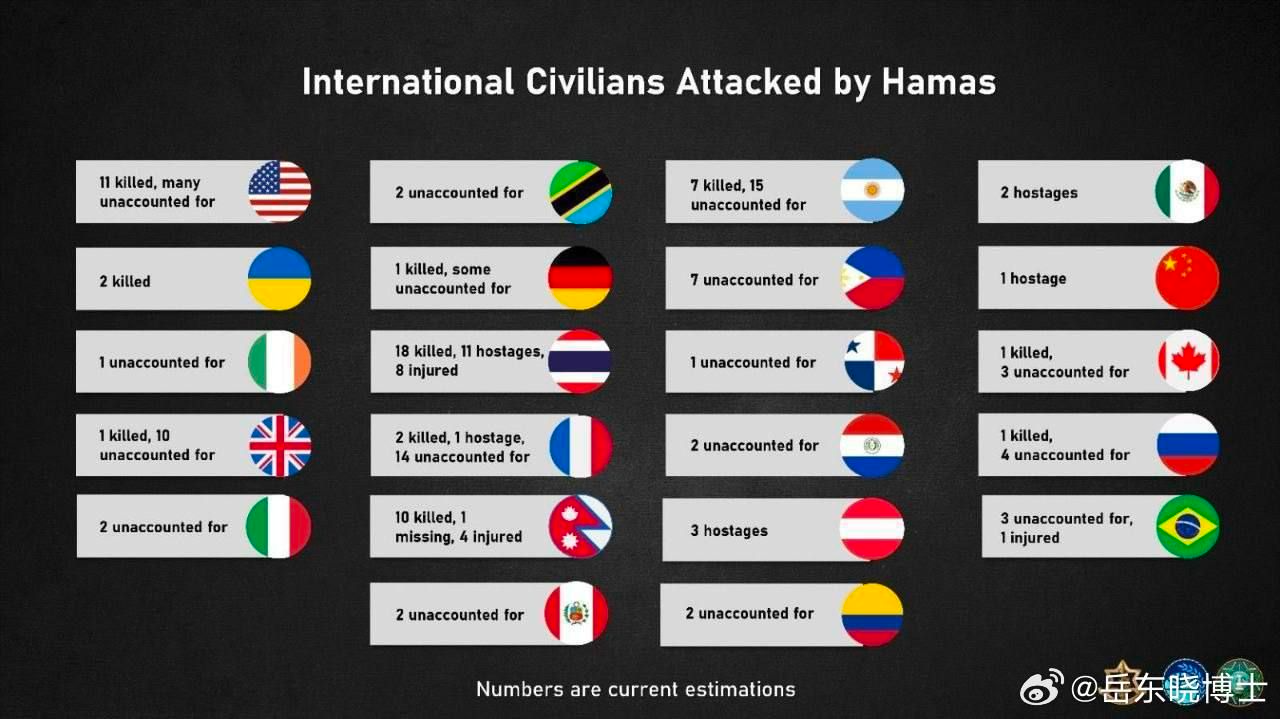 International Civilians Attacked by Hamas
11 killed, many
unaccounted for
2 killed
1 unaccounted for
1 killed, 10
unaccounted for
2 unaccounted for
2 unaccounted for
1 killed, some
unaccounted for
18 killed, 11 hostages,
8 injured
2 killed, 1 hostage,
14 unaccounted for
10 killed, 1
missing, 4 injured
2 unaccounted for
7 killed, 15
unaccounted for
7 unaccounted for
1 unaccounted for
2 unaccounted for
3 hostages
2 unaccounted for
2 hostages
1 hostage
1 killed,
3 unaccounted for
1 killed,
4 unaccounted for
3 unaccounted for,
1 injured
Numbers are current estimations
@岳东晓博士